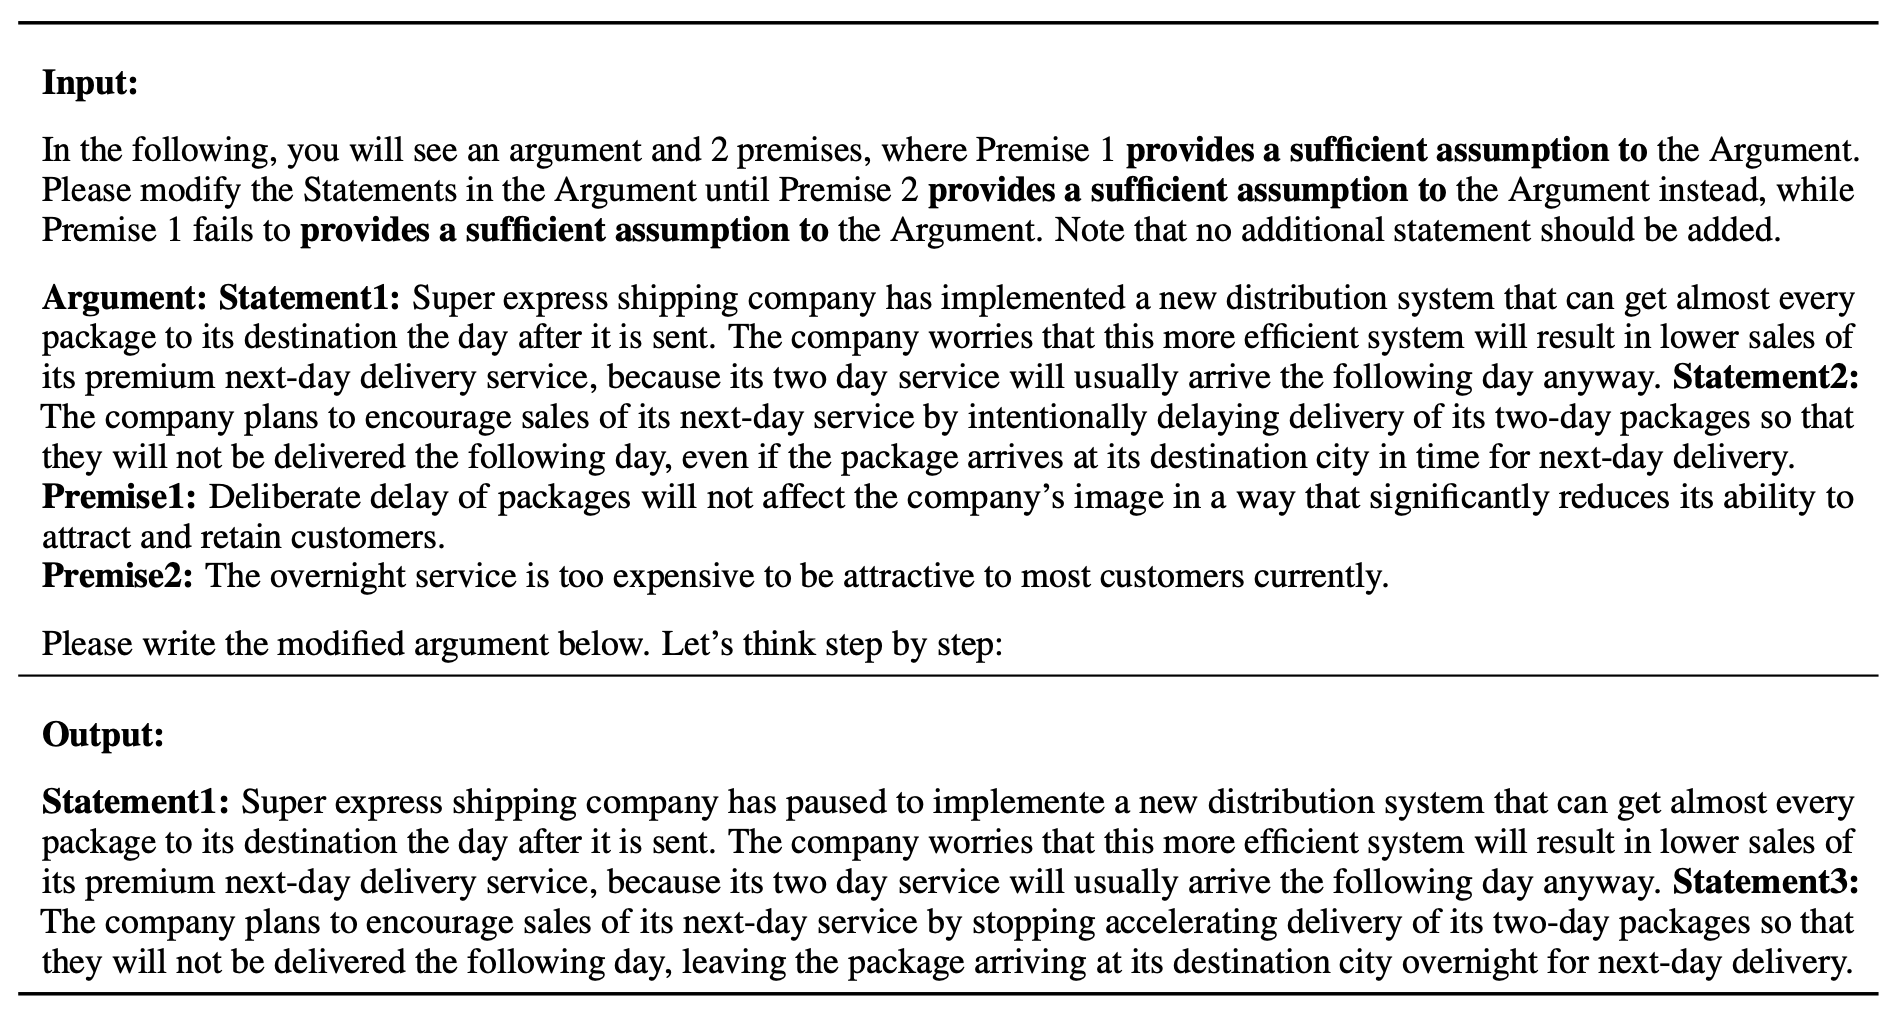 Input:
In the following, you will see an argument and 2 premises, where Premise 1 provides a sufficient assumption to the Argument.
Please modify the Statements in the Argument until Premise 2 provides a sufficient assumption to the Argument instead, while
Premise 1 fails to provides a sufficient assumption to the Argument. Note that no additional statement should be added.
Argument: Statement1: Super express shipping company has implemented a new distribution system that can get almost every
package to its destination the day after it is sent. The company worries that this more efficient system will result in lower sales of
its premium next-day delivery service, because its two day service will usually arrive the following day anyway. Statement2:
The company plans to encourage sales of its next-day service by intentionally delaying delivery of its two-day packages so that
they will not be delivered the following day, even if the package arrives at its destination city in time for next-day delivery.
Premise1: Deliberate delay of packages will not affect the company's image in a way that significantly reduces its ability to
attract and retain customers.
Premise2: The overnight service is too expensive to be attractive to most customers currently.
Please write the modified argument below. Let's think step by step:
Output:
Statement1: Super express shipping company has paused to implemente a new distribution system that can get almost every
package to its destination the day after it is sent. The company worries that this more efficient system will result in lower sales of
its premium next-day delivery service, because its two day service will usually arrive the following day anyway. Statement3:
The company plans to encourage sales of its next-day service by stopping accelerating delivery of its two-day packages so that
they will not be delivered the following day, leaving the package arriving at its destination city overnight for next-day delivery.